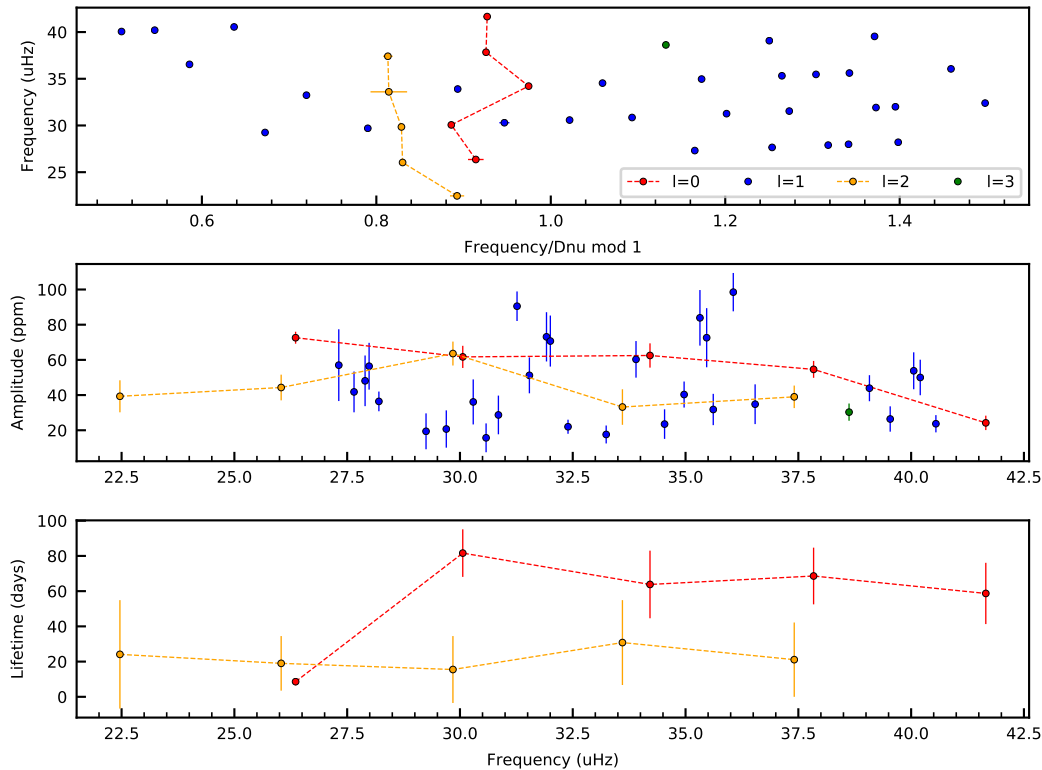 Frequency (uHz)
40
35
30
25
l=0 l=1 l=2 l=3
0.6 0.8 1.0 1.2 1.4
Frequency/Dnu mod 1
Amplitude (ppm)
100
80
60
40
20
22.5 25.0 27.5 30.0 32.5 35.0 37.5 40.0 42.5
Lifetime (days)
100
80
60
40
20
0
22.5 25.0 27.5 30.0 32.5 35.0 37.5 40.0 42.5
Frequency (uHz)